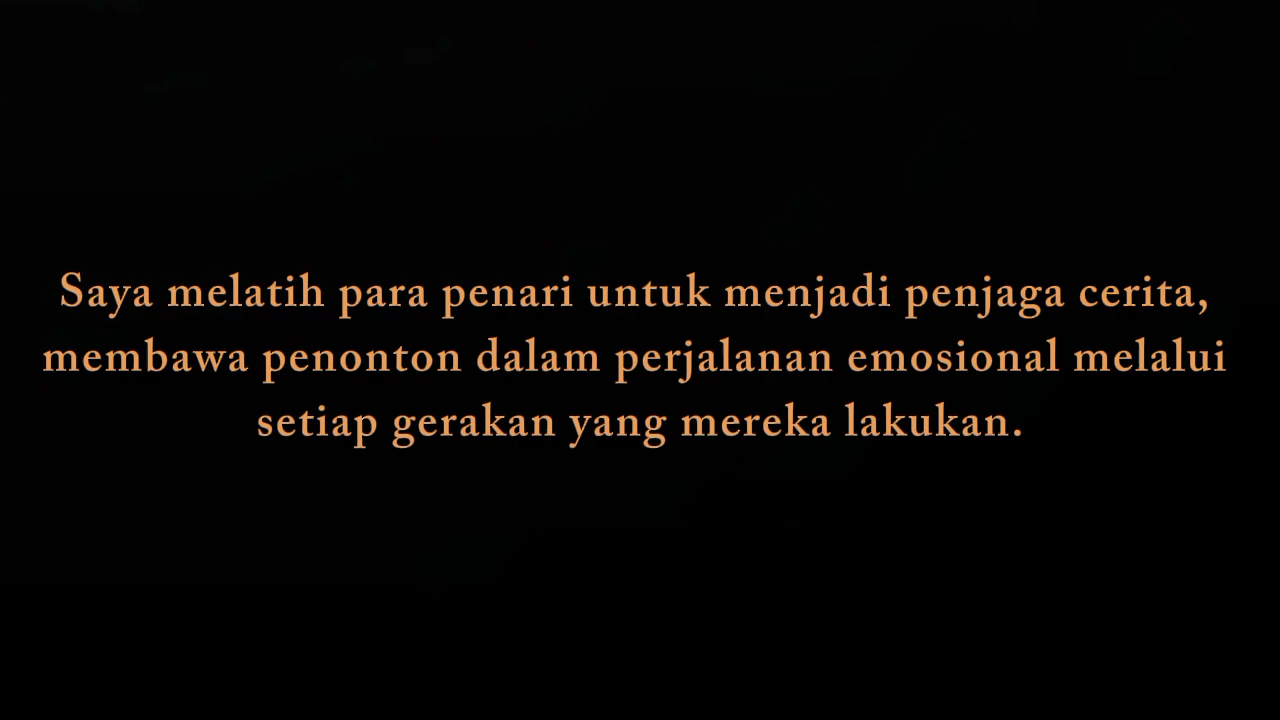 Saya melatih para penari untuk menjadi penjaga cerita,
membawa penonton dalam perjalanan emosional melalui
setiap gerakan yang mereka lakukan.